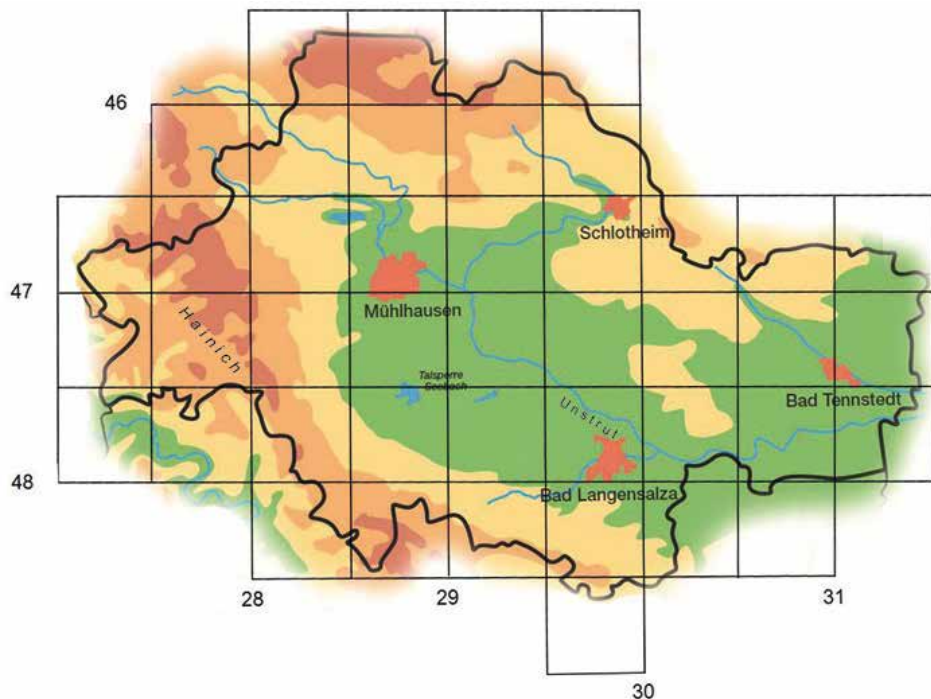 46
Schlotheim
47
Mühlhausen
Hainich
Talsperre
Seebach
Unstrut
Bad Tennstedt
48
Bad Langensalza
28
29
31
30